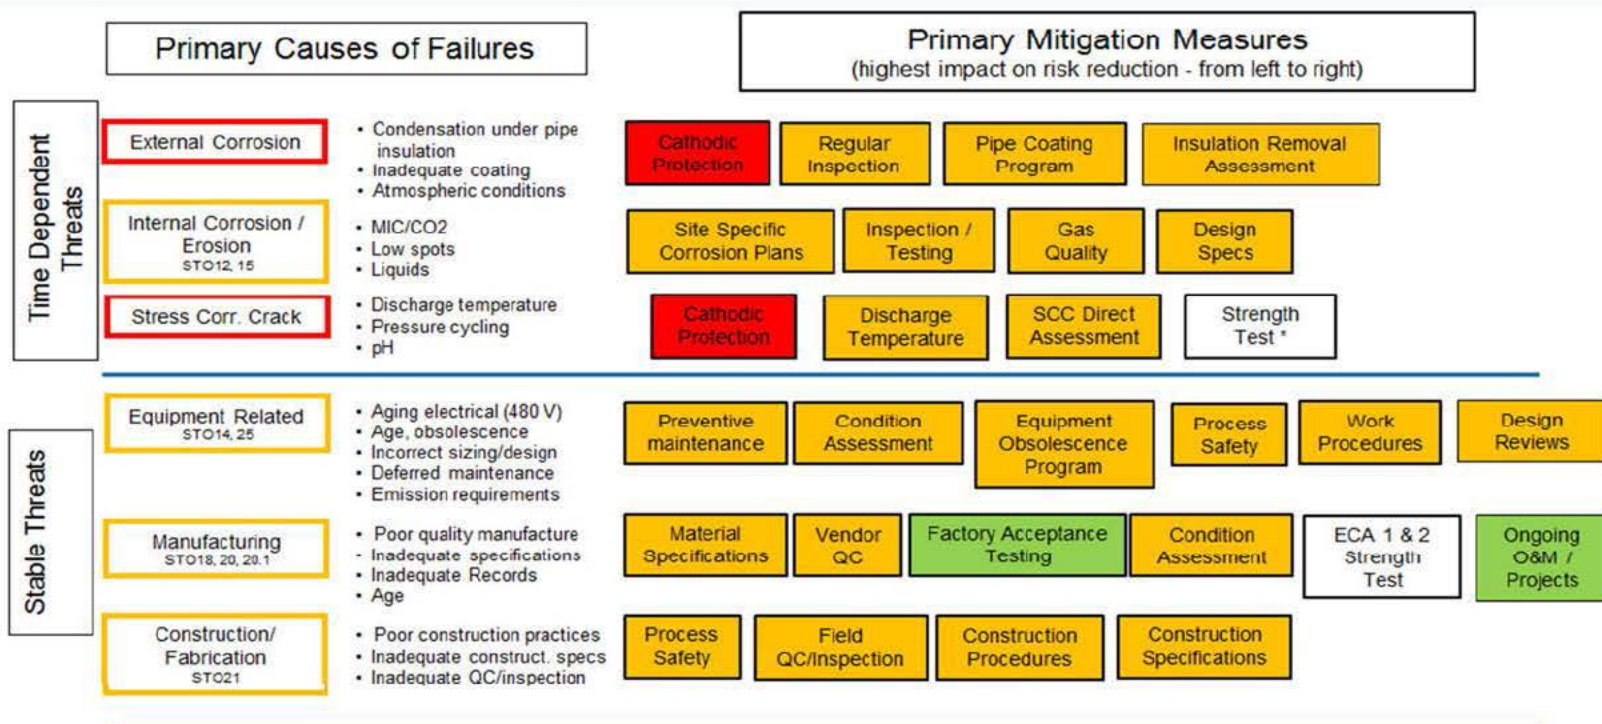 Primary Causes of Failures
Primary Mitigation Measures
(highest impact on risk reduction - from left to right)
Time Dependent
Threats
External Corrosion
• Condensation under pipe
insulation
• Inadequate coating
• Atmospheric conditions
Cathodic
Protection
Regular
Inspection
Pipe Coating
Program
Insulation Removal
Assessment
Internal Corrosion /
Erosion
STO12, 15
• MIC/CO2
• Low spots
• Liquids
Site Specific
Corrosion Plans
Inspection /
Testing
Gas
Quality
Design
Specs
Stress Corr. Crack
• Discharge temperature
• Pressure cycling
• pH
Cathodic
Protection
Discharge
Temperature
SCC Direct
Assessment
Strength
Test *
Stable Threats
Equipment Related
STO14, 25
• Aging electrical (480 V)
• Age, obsolescence
• Incorrect sizing/design
• Deferred maintenance
• Emission requirements
Preventive
maintenance
Condition
Assessment
Equipment
Obsolescence
Program
Process
Safety
Work
Procedures
Design
Reviews
Manufacturing
STO18, 20, 20.1
• Poor quality manufacture
- Inadequate specifications
• Inadequate Records
• Age
Material
Specifications
Vendor
QC
Factory Acceptance
Testing
Condition
Assessment
ECA 1 & 2
Strength
Test
Ongoing
O&M /
Projects
Construction/
Fabrication
STO21
• Poor construction practices
• Inadequate construct. specs
• Inadequate QC/inspection
Process
Safety
Field
QC/Inspection
Construction
Procedures
Construction
Specifications